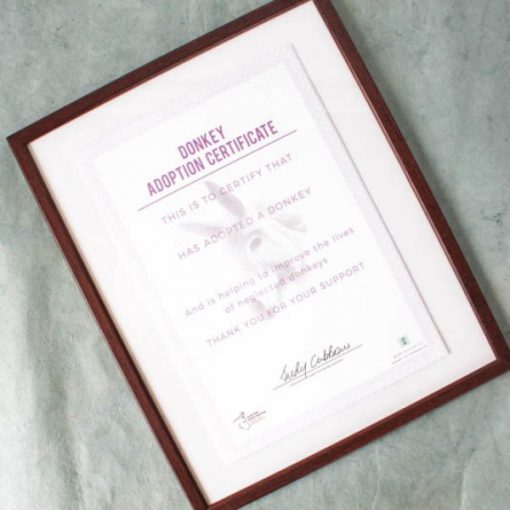 DONKEY
ADOPTION CERTIFICATE
THIS IS TO CERTIFY THAT
HAS ADOPTED A DONKEY
And is helping to improve the lives
of neglected donkeys
THANK YOU FOR YOUR SUPPORT